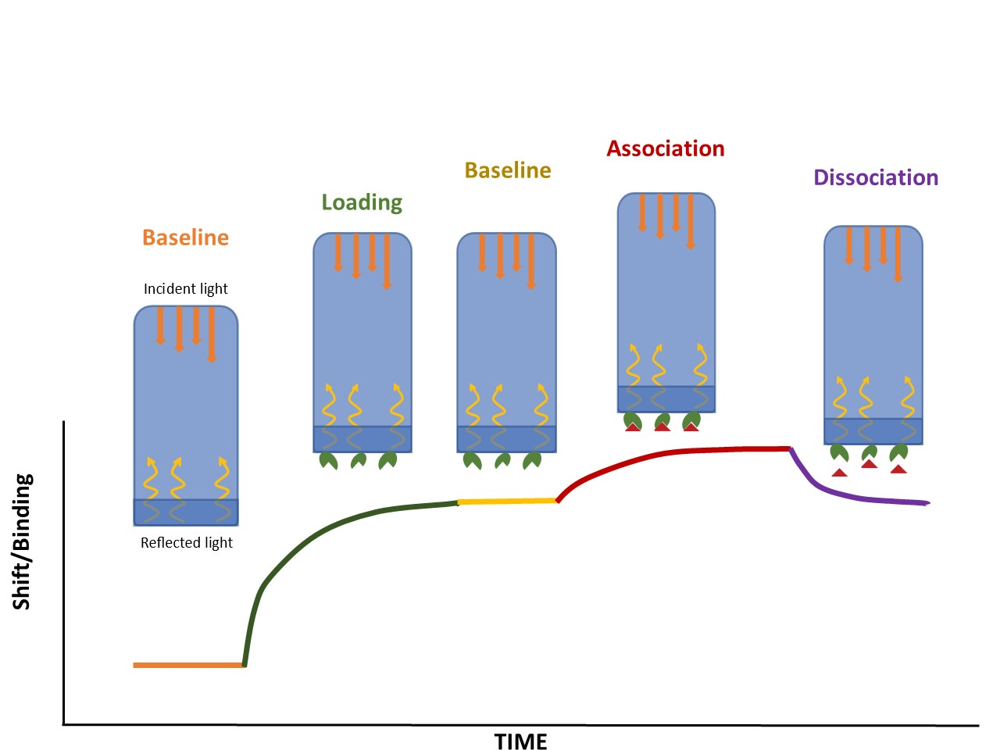 Association
Baseline
Dissociation
Loading
Baseline
Incident light
Reflected light
Shift/Binding
TIME